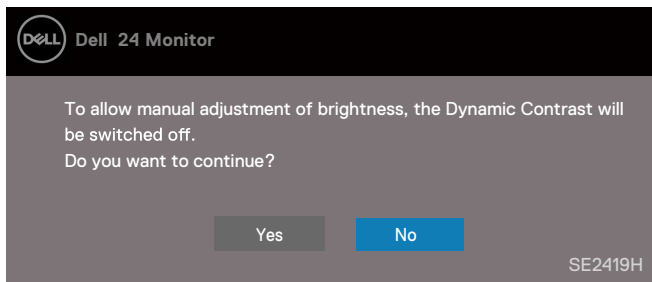 DELL Dell 24 Monitor
To allow manual adjustment of brightness, the Dynamic Contrast will
be switched off.
Do you want to continue?
Yes No
SE2419H